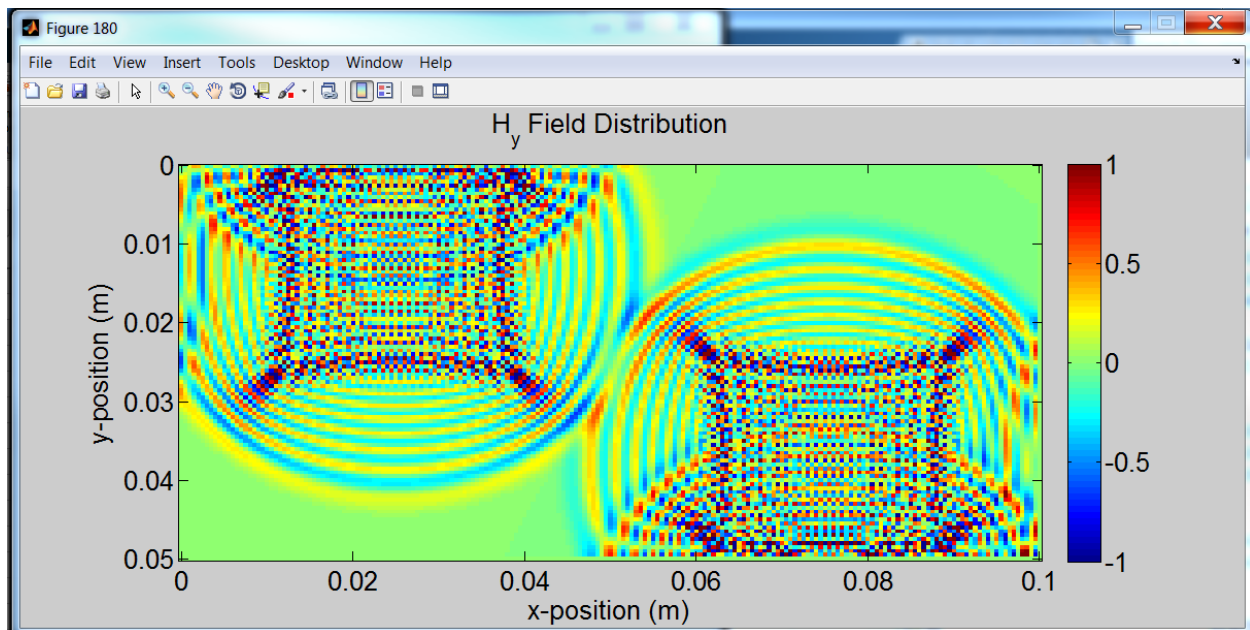 Figure 180
File Edit View Insert Tools Desktop Window Help
H_y Field Distribution
0
0.01
0.02
0.03
0.04
0.05
y-position (m)
0 0.02 0.04 0.06 0.08 0.1
x-position (m)
1
0.5
0
-0.5
-1